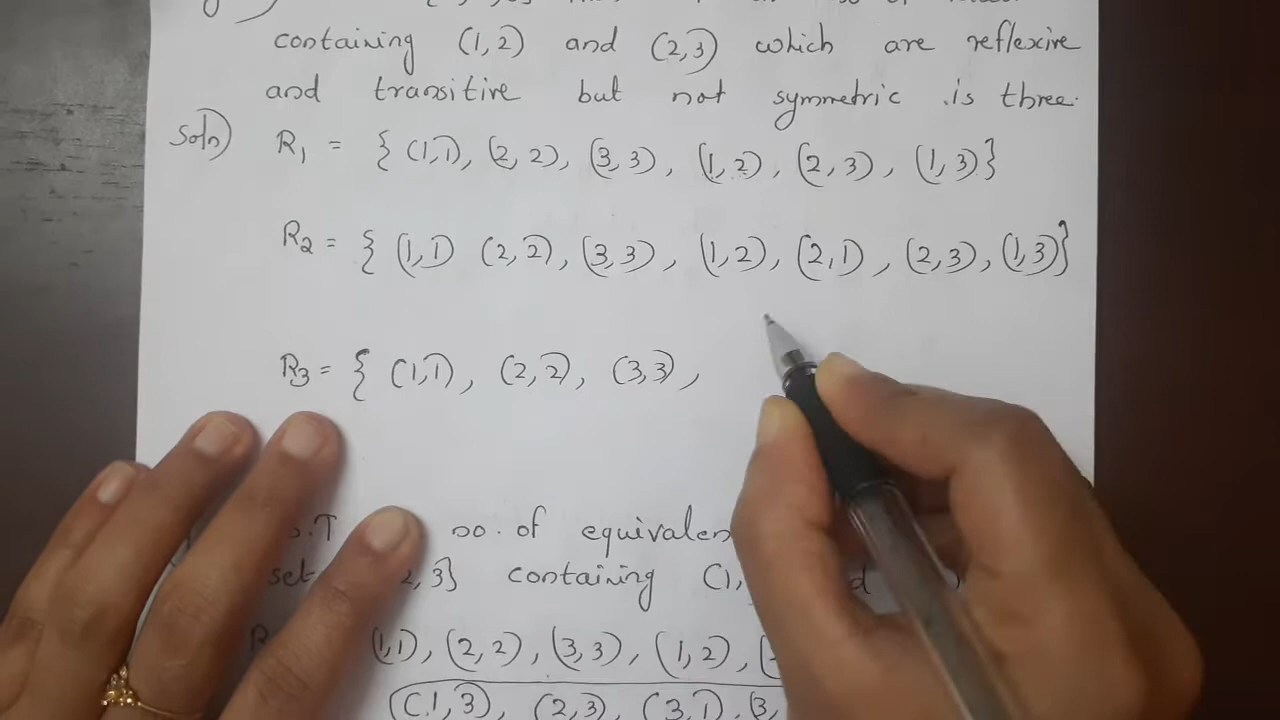 containing (1,2) and (2,3) which are reflexive
and transitive but not symmetric is three.
Soln) R1 = { (1,1), (2,2), (3,3), (1,2), (2,3), (1,3)}
R2 = { (1,1) (2,2), (3,3), (1,2), (2,1), (2,3), (1,3)}
R3 = { (1,1), (2,2), (3,3),
.T no. of
set 2,3} containing
(1,1), (2,2), (3,3), (1,2),
(1,3), (2,3), (3,1),